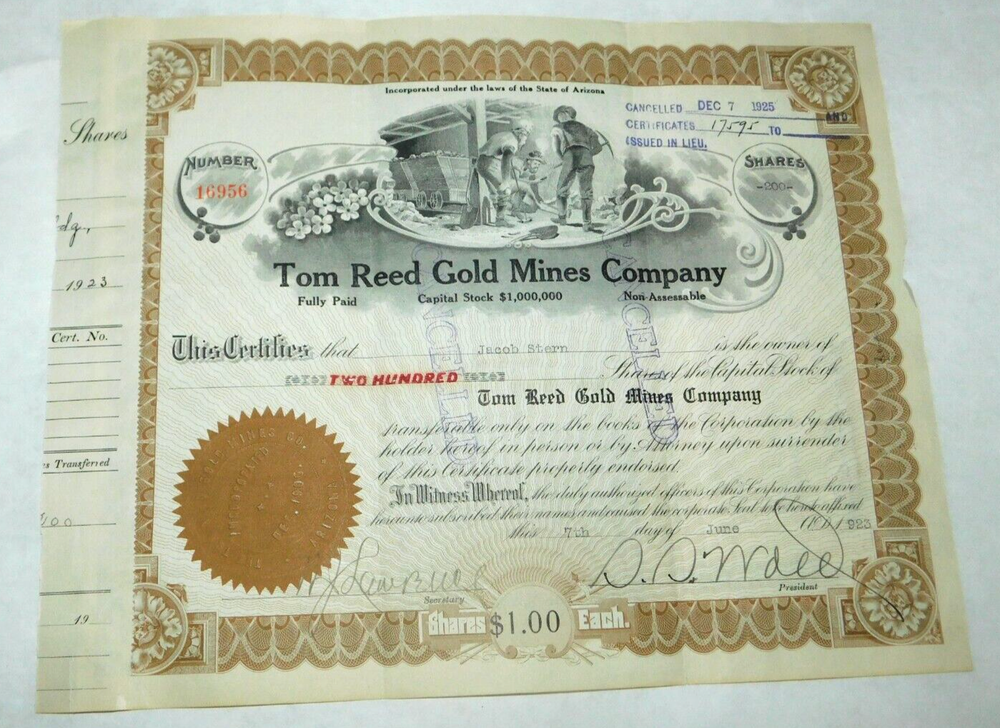 Shares
1923
Cert. No.
Transferred
19
Incorporated under the laws of the State of Arizona
CANCELLED DEC 7 1925
CERTIFICATES 17595 TO AND
ISSUED IN LIEU.
NUMBER
16956
SHARES
-200-
Tom Reed Gold Mines Company
Fully Paid Capital Stock $1,000,000 Non-Assessable
CANCELLED
CANCELLED
This Certifies that Jacob Stern is the owner of
TWO HUNDRED Shares of the Capital Stock of
Tom Reed Gold Mines Company
transferable only on the books of the Corporation by the
holder hereof in person or by Attorney upon surrender
of this Certificate properly endorsed.
In Witness Whereof, the duly authorized officers of this Corporation have
hereunto subscribed their names and caused the corporate Seal to be hereto affixed
this 7th day of June A.D. 1923
Secretary
President
Shares $1.00 Each.